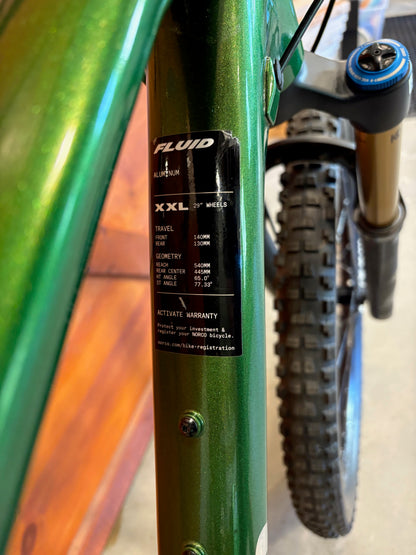 FLUID
ALUMINUM
XXL 29" WHEELS
TRAVEL
FRONT 140MM
REAR 130MM
GEOMETRY
REACH 540MM
REAR CENTER 445MM
HT ANGLE 65.0°
ST ANGLE 77.33°
ACTIVATE WARRANTY
Protect your investment &
register your NORCO bicycle.
norco.com/bike-registration